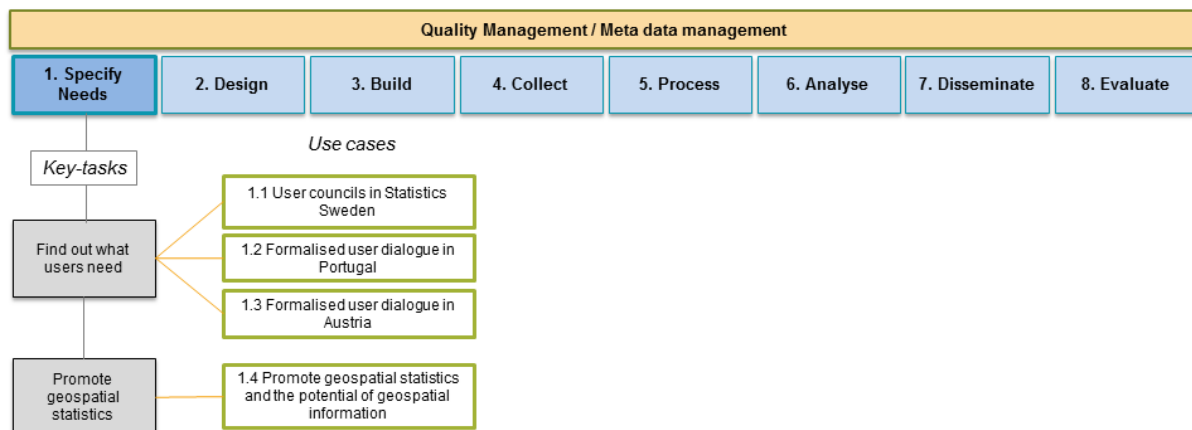 Quality Management / Meta data management
1. Specify
Needs
2. Design
3. Build
4. Collect
5. Process
6. Analyse
7. Disseminate
8. Evaluate
Use cases
Key-tasks
1.1 User councils in Statistics
Sweden
Find out what
users need
1.2 Formalised user dialogue in
Portugal
1.3 Formalised user dialogue in
Austria
Promote
geospatial
statistics
1.4 Promote geospatial statistics
and the potential of geospatial
information